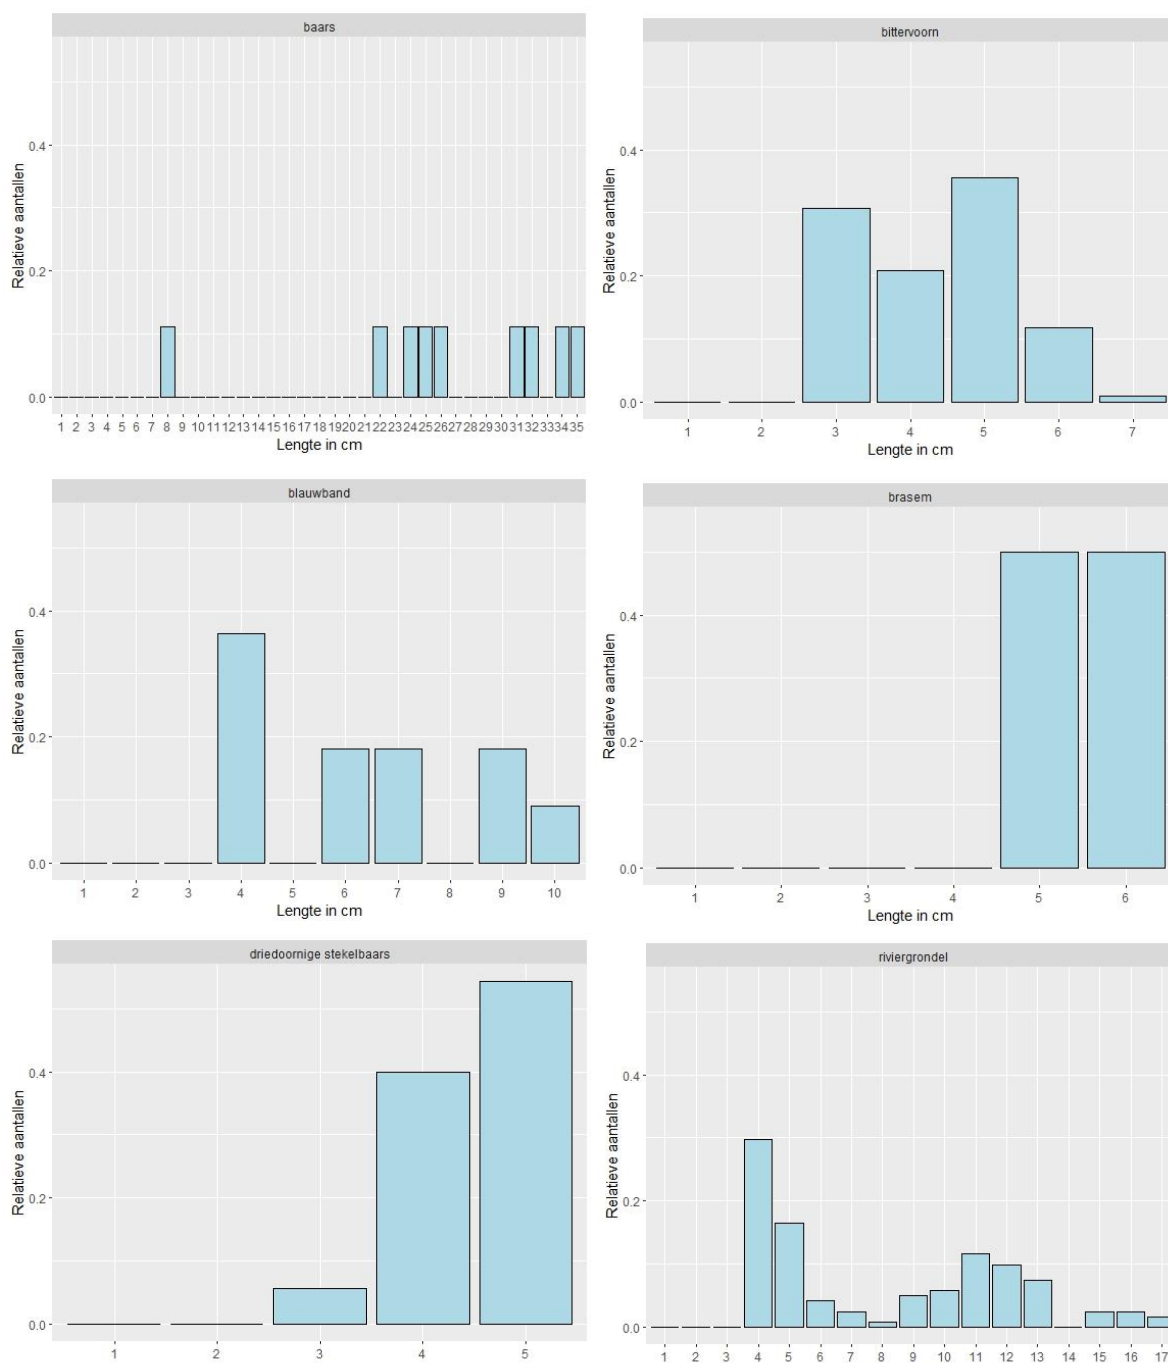 baars
Relatieve aantallen
0.4
0.2
0.0
1 2 3 4 5 6 7 8 9 10 11 12 13 14 15 16 17 18 19 20 21 22 23 24 25 26 27 28 29 30 31 32 33 34 35
Lengte in cm
bittervoorn
Relatieve aantallen
0.4
0.2
0.0
1 2 3 4 5 6 7
Lengte in cm
blauwband
Relatieve aantallen
0.4
0.2
0.0
1 2 3 4 5 6 7 8 9 10
Lengte in cm
brasem
Relatieve aantallen
0.4
0.2
0.0
1 2 3 4 5 6
Lengte in cm
driedoornige stekelbaars
Relatieve aantallen
0.4
0.2
0.0
1 2 3 4 5
riviergrondel
Relatieve aantallen
0.4
0.2
0.0
1 2 3 4 5 6 7 8 9 10 11 12 13 14 15 16 17